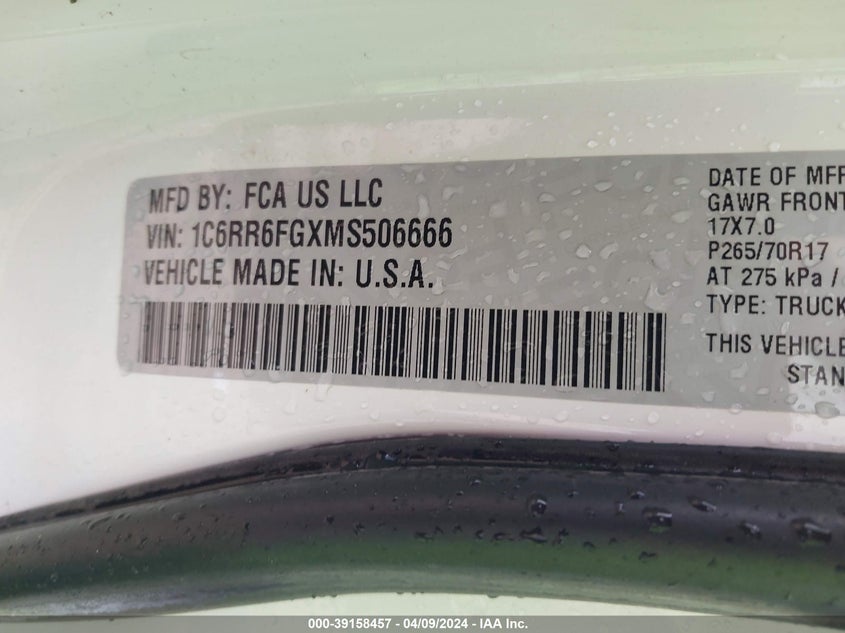 MFD BY: FCA US LLC
VIN: 1C6RR6FGXMS506666
VEHICLE MADE IN: U.S.A.
DATE OF MFR
GAWR FRONT
17X7.0
P265/70R17
AT 275 kPa /
TYPE: TRUCK
THIS VEHICLE
STAN
000-39158457 - 04/09/2024 - IAA Inc.